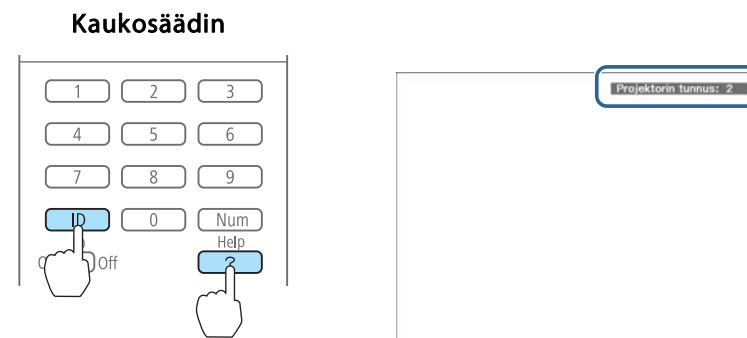 Kaukosäädin
1 2 3
4 5 6
7 8 9
ID 0 Num
Help
Off ?
Projektorin tunnus: 2